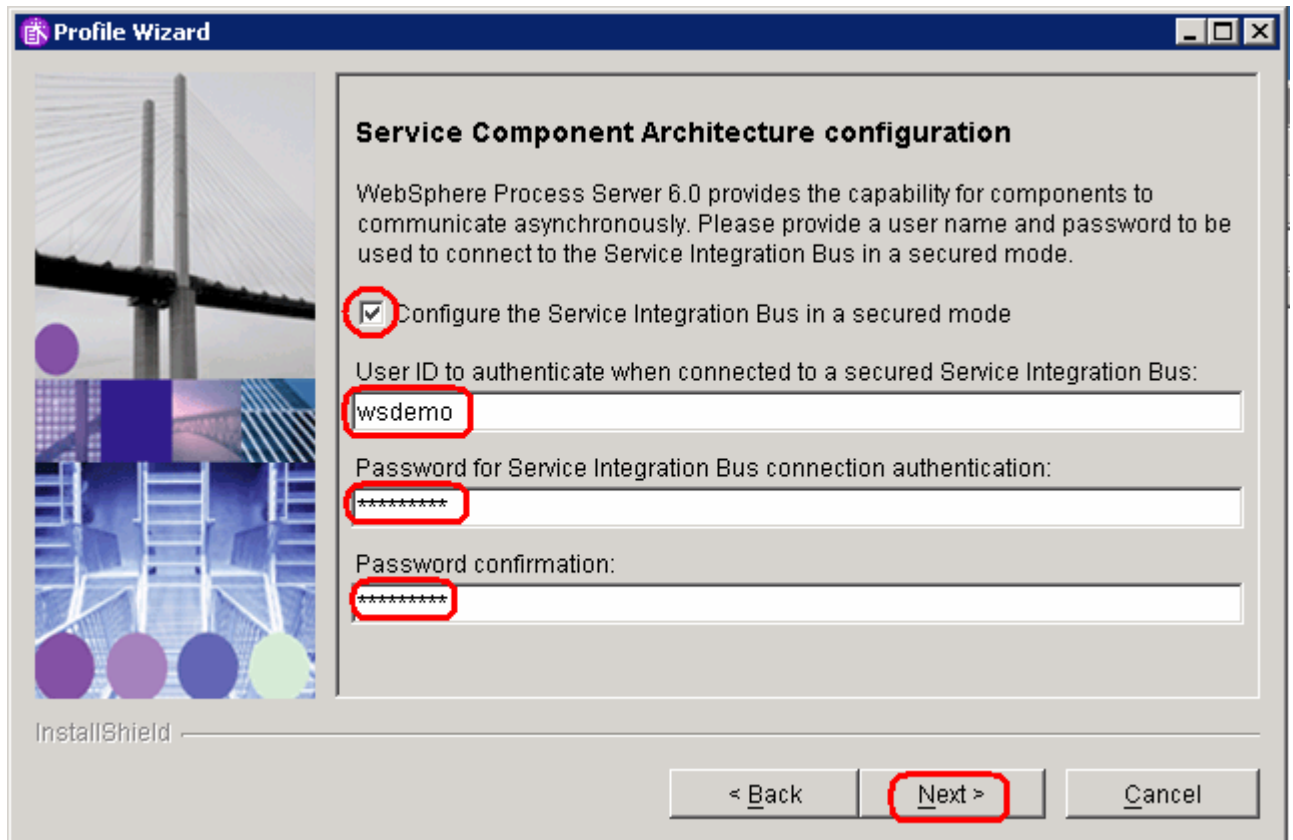 Profile Wizard
Service Component Architecture configuration
WebSphere Process Server 6.0 provides the capability for components to
communicate asynchronously. Please provide a user name and password to be
used to connect to the Service Integration Bus in a secured mode.
Configure the Service Integration Bus in a secured mode
User ID to authenticate when connected to a secured Service Integration Bus:
wsdemo
Password for Service Integration Bus connection authentication:
*********
Password confirmation:
*********
InstallShield
< Back
Next >
Cancel